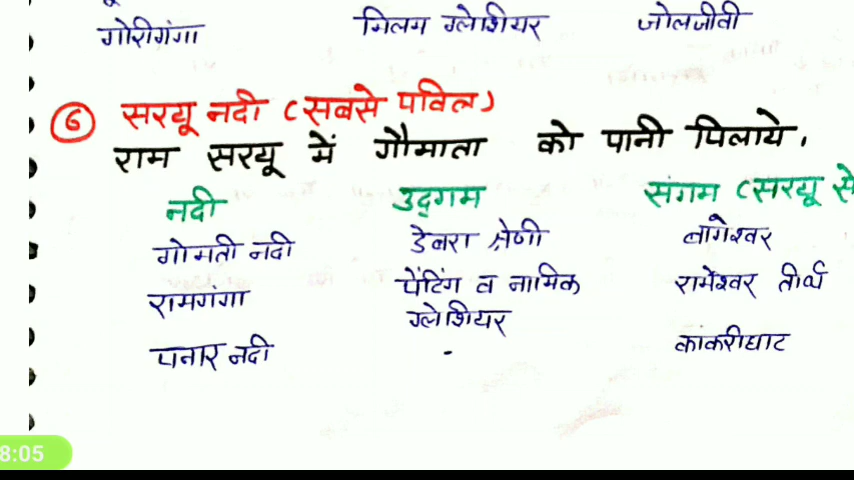 गोरीगंगा मिलम ग्लेशियर जोलजीवी
6 सरयू नदी (सबसे पवित्र)
राम सरयू में गौमाता को पानी पिलाये.
नदी उद्गम संगम (सरयू से
गोमती नदी डेबरा श्रेणी बागेश्वर
रामगंगा पेंटिंग व नामिक रामेश्वर तीर्थ
ग्लेशियर
पनार नदी - काकरीघाट
8:05